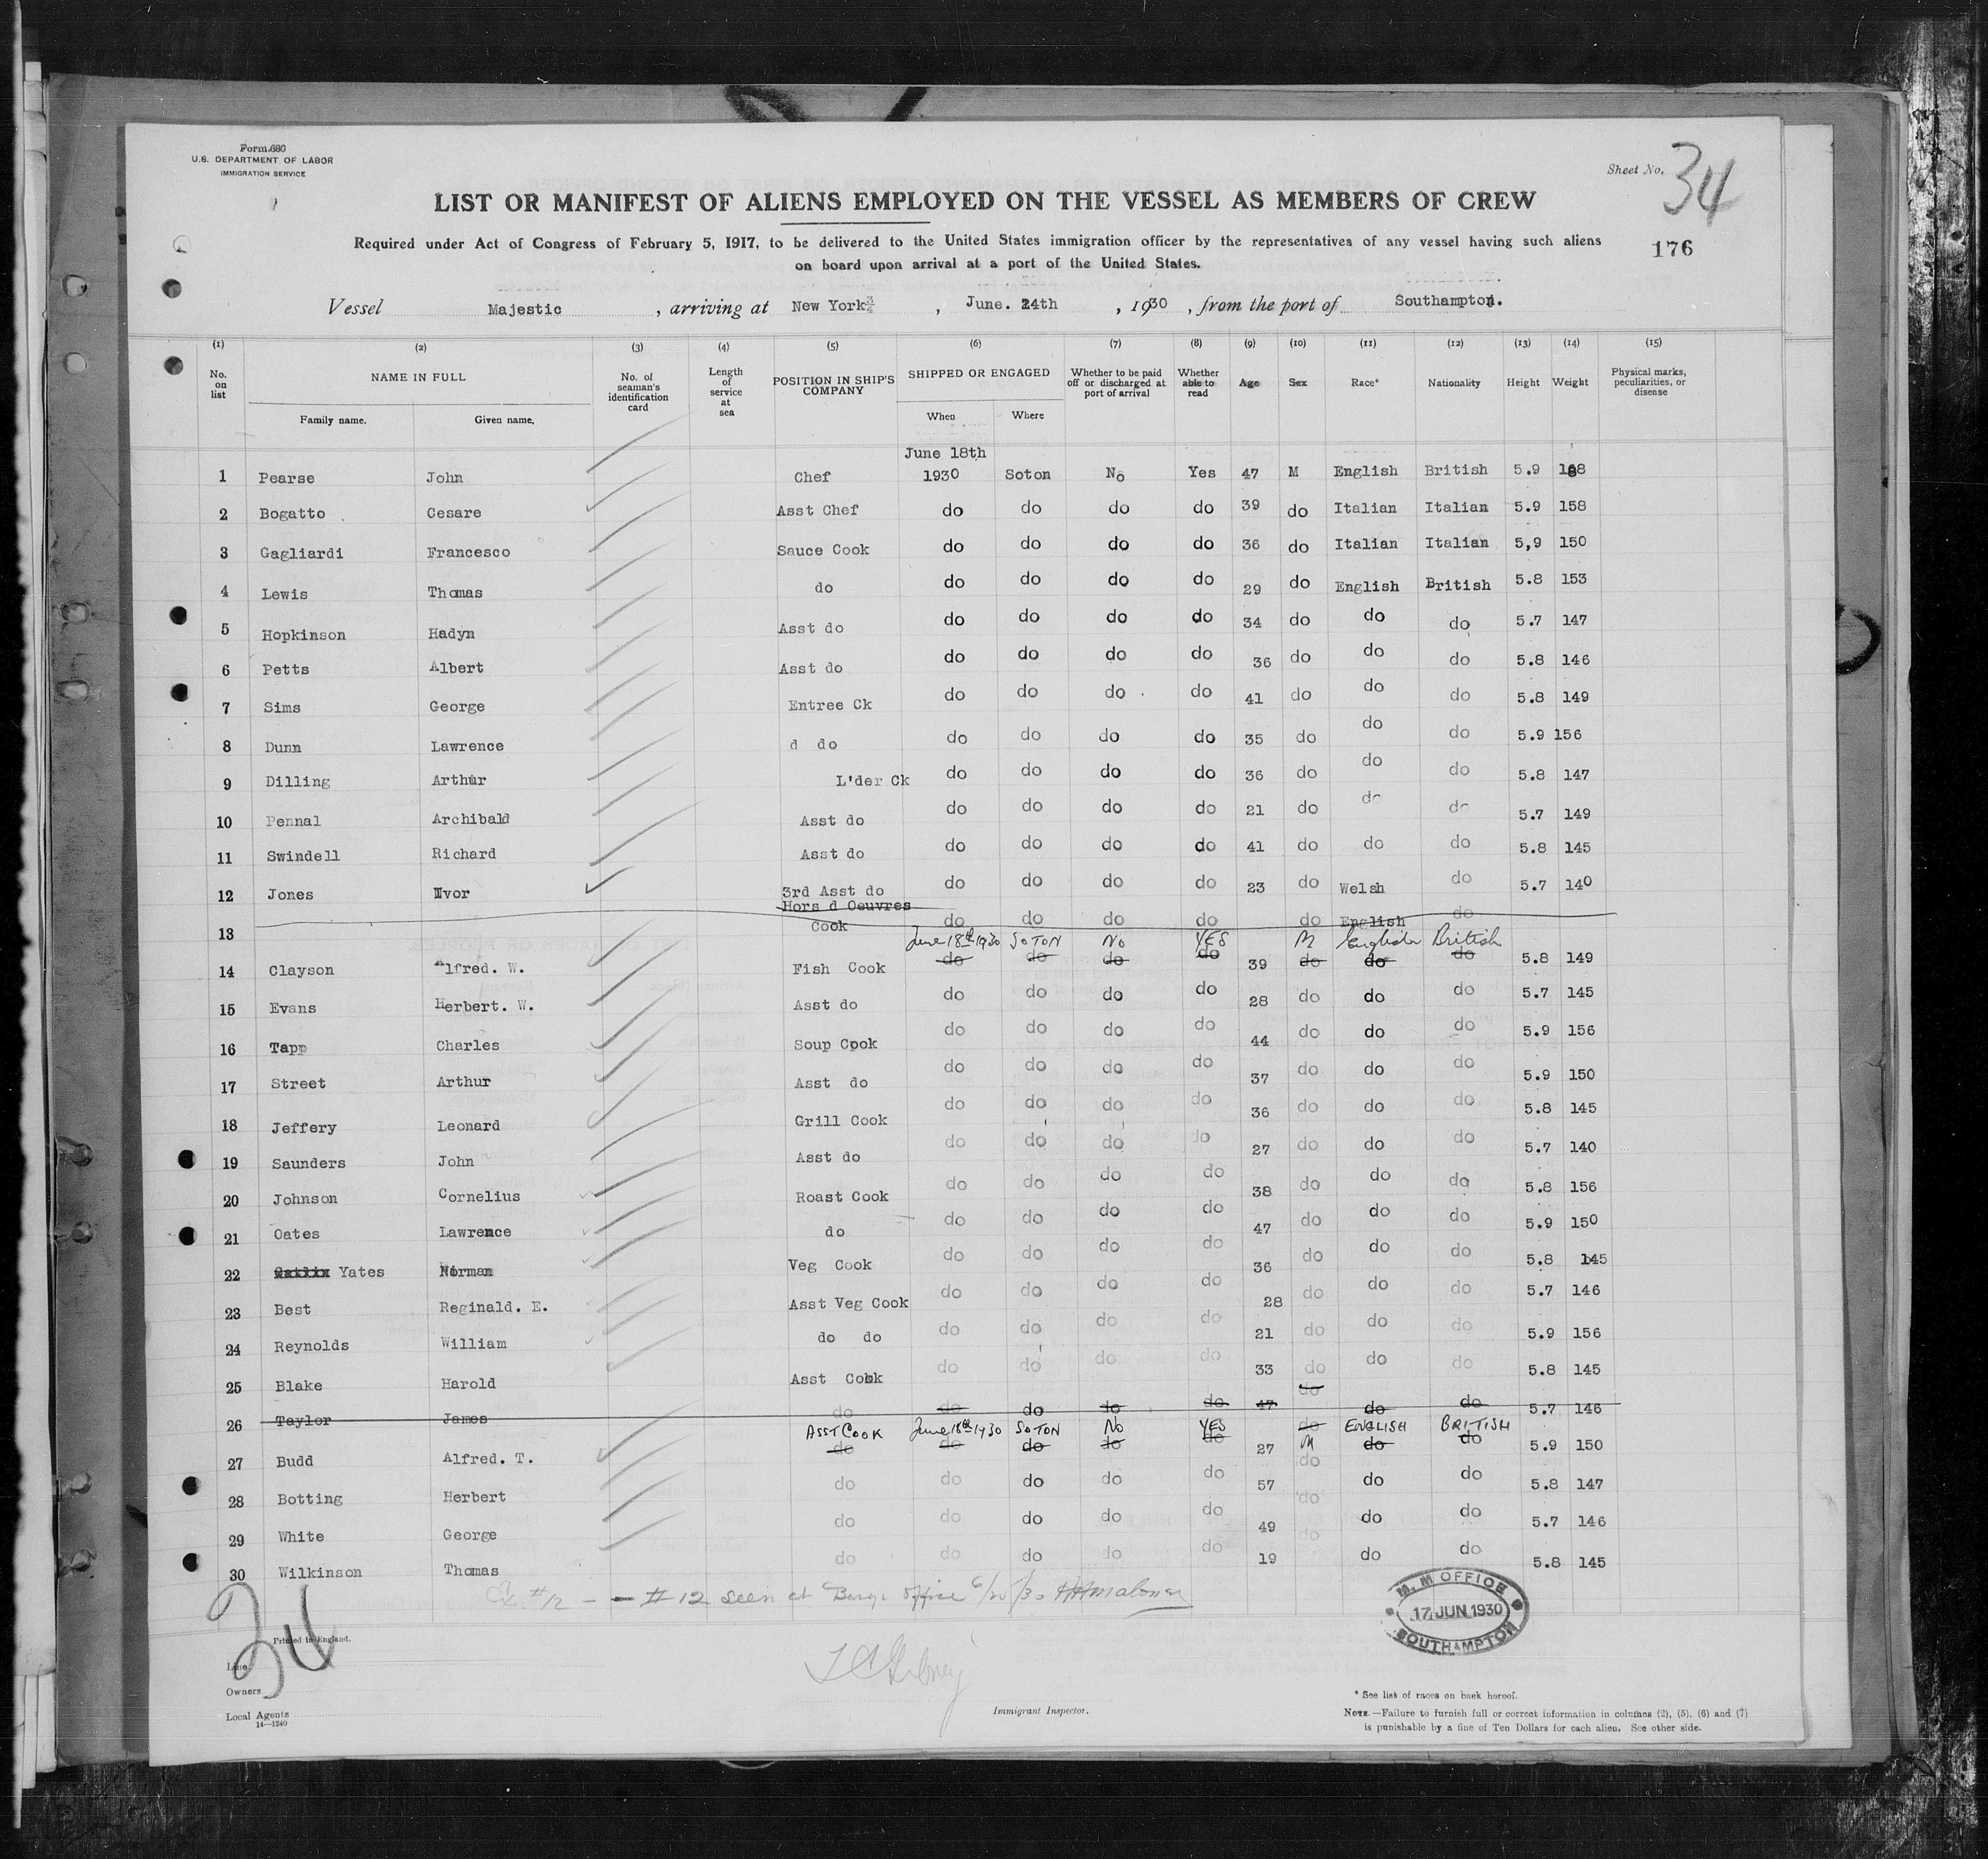 Form 680
U.S. DEPARTMENT OF LABOR
IMMIGRATION SERVICE
Sheet No. 34
LIST OR MANIFEST OF ALIENS EMPLOYED ON THE VESSEL AS MEMBERS OF CREW
Required under Act of Congress of February 5, 1917, to be delivered to the United States immigration officer by the representatives of any vessel having such aliens
on board upon arrival at a port of the United States.
176
Vessel Majestic , arriving at New York , June. 24th , 1930 , from the port of Southampton.
(1) (2) (3) (4) (5) (6) (7) (8) (9) (10) (11) (12) (13) (14) (15)
No. on list NAME IN FULL No. of seaman's identification card Length of service at sea POSITION IN SHIP'S COMPANY SHIPPED OR ENGAGED Whether to be paid off or discharged at port of arrival Whether able to read Age Sex Race* Nationality Height Weight Physical marks, peculiarities, or disease
Family name. Given name. When Where
June 18th
1 Pearse John Chef 1930 Soton No Yes 47 M English British 5.9
2 Bogatto Cesare Asst Chef do do do do 39 do Italian Italian 5.9 158
3 Gagliardi Francesco Sauce Cook do do do do 36 do Italian Italian 5,9 150
4 Lewis Thomas do do do do do 29 do English British 5.8 153
5 Hopkinson Hadyn Asst do do do do do 34 do do do 5.7 147
6 Petts Albert Asst do do do do do 36 do do do 5.8 146
7 Sims George Entree Ck do do do do 41 do do do 5.8 149
8 Dunn Lawrence d do do do do do 35 do do do 5.9 156
9 Dilling Arthur L'der Ck do do do do 36 do do do 5.8 147
10 Pennal Archibald Asst do do do do do 21 do do do 5.7 149
11 Swindell Richard Asst do do do do do 41 do do do 5.8 145
12 Jones Ivor 3rd Asst do do do do do 23 do Welsh do 5.7 140
Hors d Oeuvres
13 Cook do do do do do English do
June 18th 1930 SOTON No YES M English British
14 Clayson Alfred. W. Fish Cook do do do do 39 do do do 5.8 149
15 Evans Herbert. W. Asst do do do do do 28 do do do 5.7 145
16 Tapp Charles Soup Cook do do do do 44 do do do 5.9 156
17 Street Arthur Asst do do do do do 37 do do do 5.9 150
18 Jeffery Leonard Grill Cook do do do do 36 do do do 5.8 145
19 Saunders John Asst do do do do do 27 do do do 5.7 140
20 Johnson Cornelius Roast Cook do do do do 38 do do do 5.8 156
21 Oates Lawrence do do do do do 47 do do do 5.9 150
22 Yates Norman Veg Cook do do do do 36 do do do 5.8 145
23 Best Reginald. E. Asst Veg Cook do do do do 28 do do do 5.7 146
24 Reynolds William do do do do do do 21 do do do 5.9 156
25 Blake Harold Asst Cook do do do do 33 do do do 5.8 145
26 Taylor James do do do do do 47 do do do 5.7 146
ASST COOK June 18th 1930 SOTON No YES do ENGLISH BRITISH
27 Budd Alfred. T. do do do do do 27 M do do 5.9 150
28 Botting Herbert do do do do do 57 do do do 5.8 147
29 White George do do do do do 49 do do do 5.7 146
30 Wilkinson Thomas do do do do do 19 do do do 5.8 145
#12 - - #12 seen at Barge Office 6/20/30 Maloney
34
M. M OFFICE
17 JUN 1930
SOUTHAMPTON
Printed in England.
Line
Owners
Local Agents
14—1240
Immigrant Inspector.
* See list of races on back hereof.
NOTE.—Failure to furnish full or correct information in columns (2), (5), (6) and (7)
is punishable by a fine of Ten Dollars for each alien. See other side.